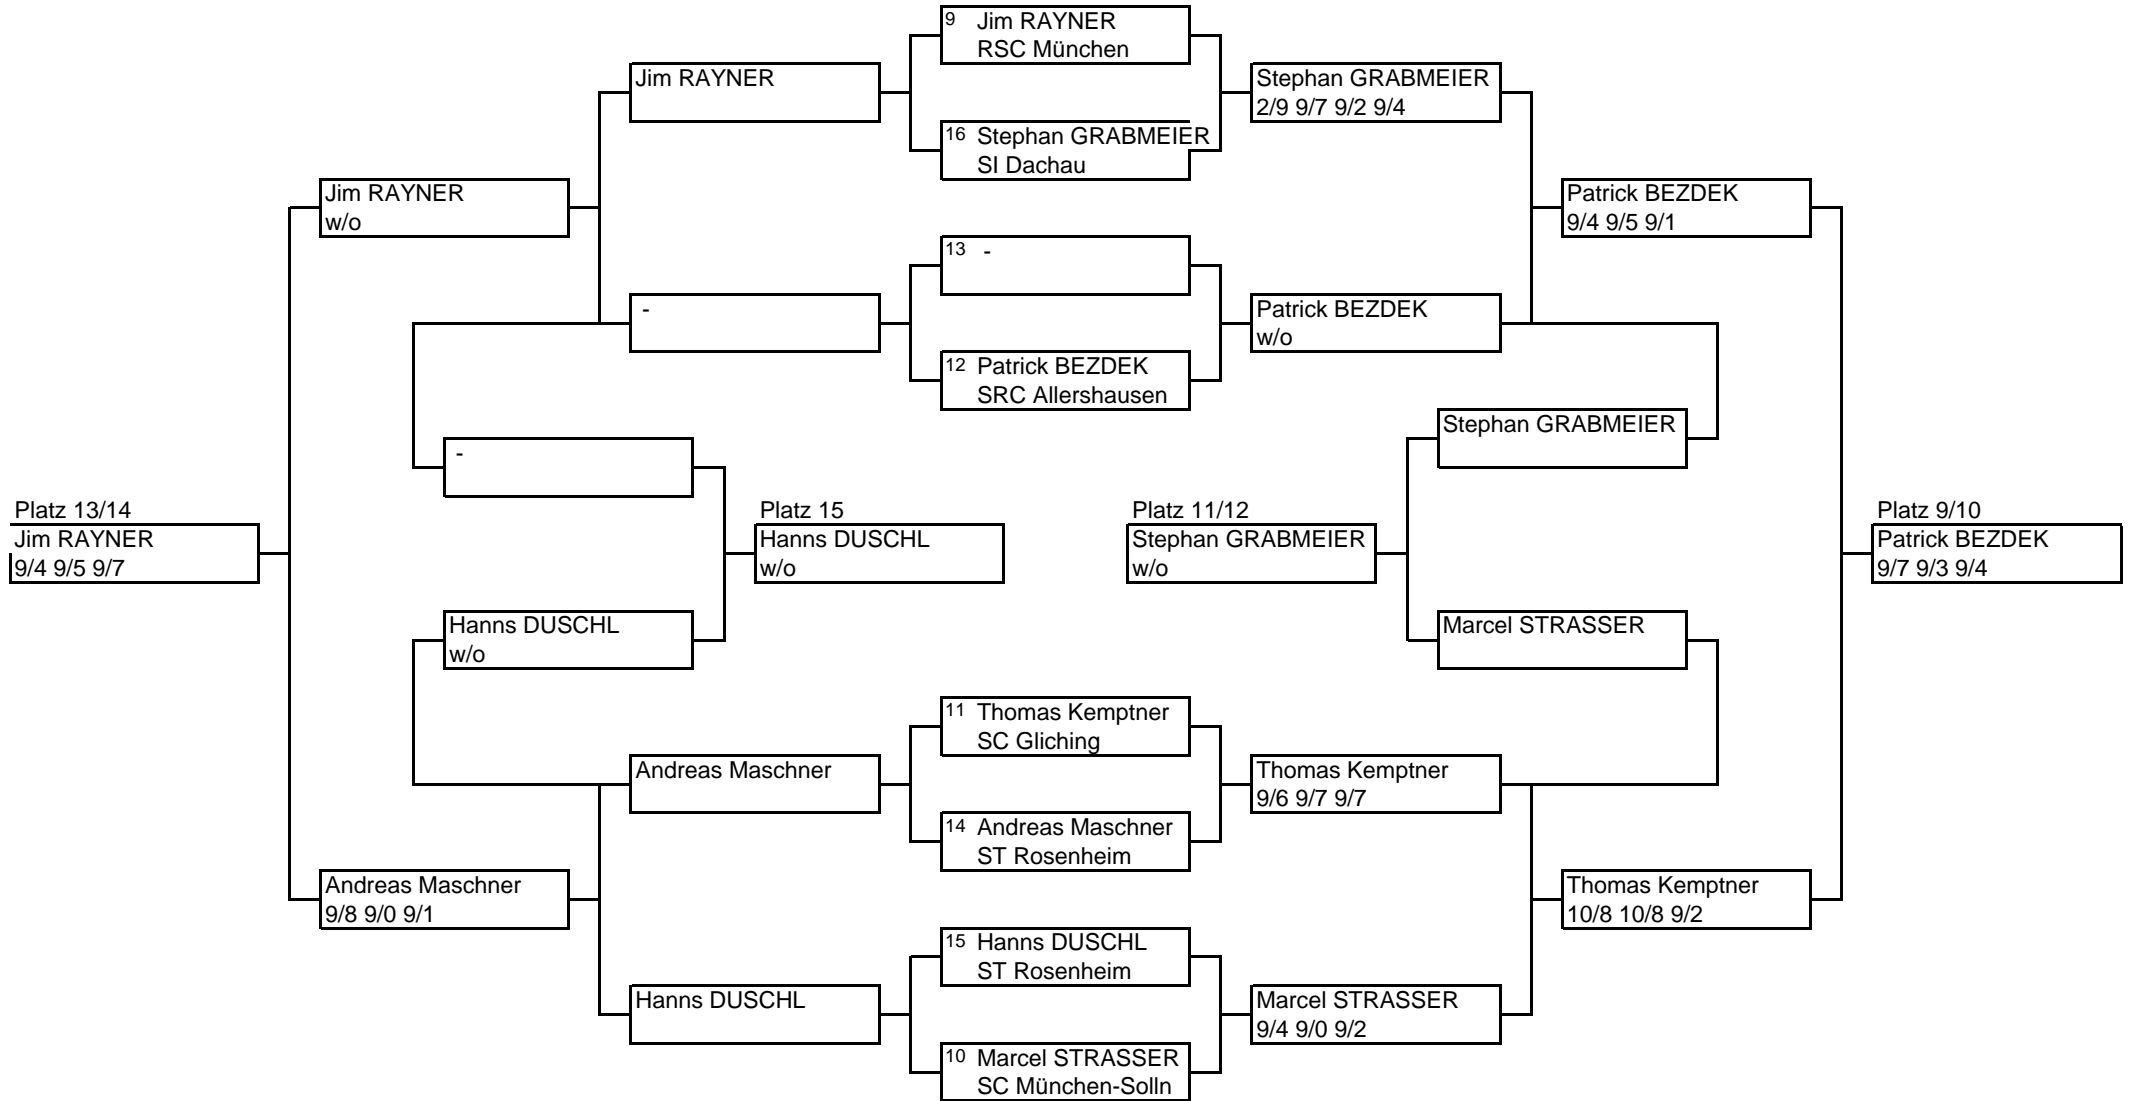 9 Jim RAYNER
RSC München
Jim RAYNER
Stephan GRABMEIER
2/9 9/7 9/2 9/4
16 Stephan GRABMEIER
SI Dachau
Jim RAYNER
w/o
Patrick BEZDEK
9/4 9/5 9/1
13 -
-
Patrick BEZDEK
w/o
12 Patrick BEZDEK
SRC Allershausen
Stephan GRABMEIER
-
Platz 13/14
Jim RAYNER
9/4 9/5 9/7
Platz 15
Hanns DUSCHL
w/o
Platz 11/12
Stephan GRABMEIER
w/o
Platz 9/10
Patrick BEZDEK
9/7 9/3 9/4
Hanns DUSCHL
w/o
Marcel STRASSER
11 Thomas Kemptner
SC Gliching
Andreas Maschner
Thomas Kemptner
9/6 9/7 9/7
14 Andreas Maschner
ST Rosenheim
Andreas Maschner
9/8 9/0 9/1
Thomas Kemptner
10/8 10/8 9/2
15 Hanns DUSCHL
ST Rosenheim
Hanns DUSCHL
Marcel STRASSER
9/4 9/0 9/2
10 Marcel STRASSER
SC München-Solln